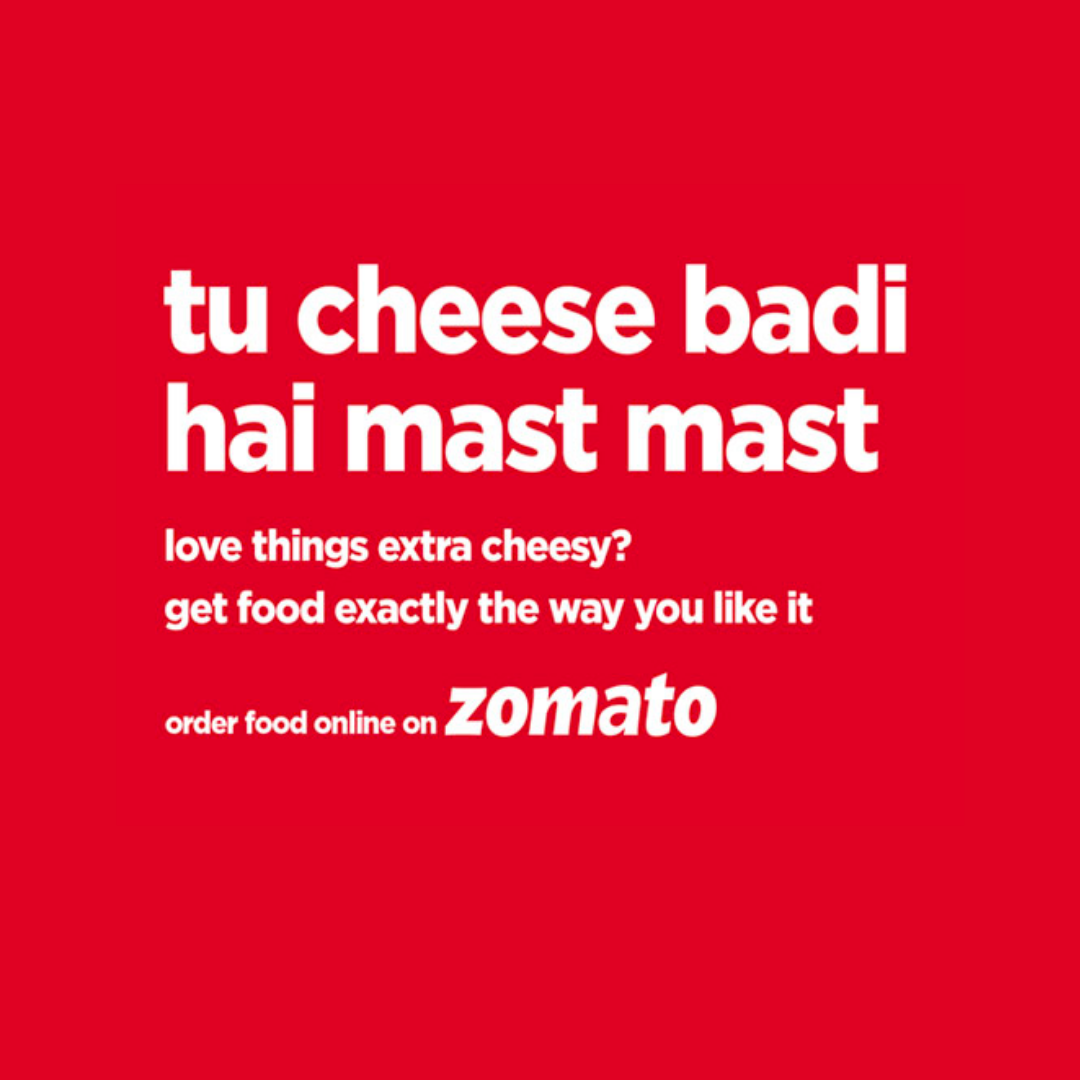 tu cheese badi
hai mast mast
love things extra cheesy?
get food exactly the way you like it
order food online on zomato